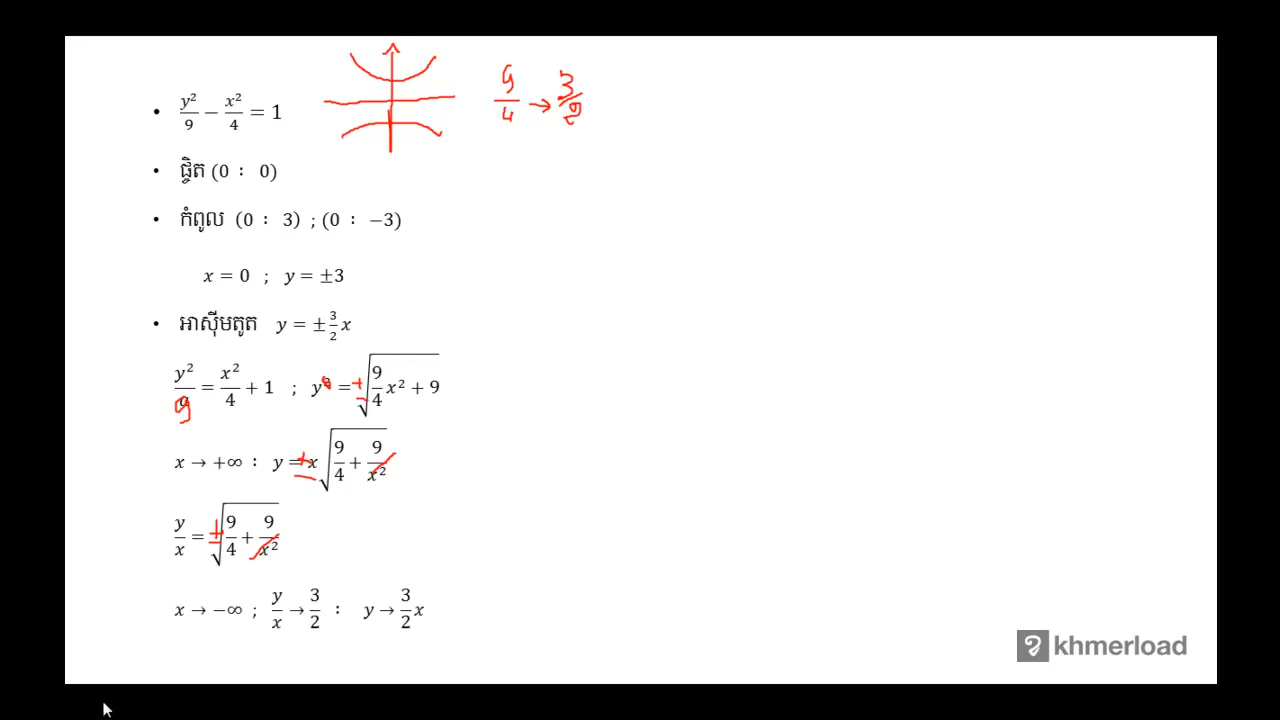 • y²/9 − x²/4 = 1
9/4 → 3/2
• ផ្ចិត (0 : 0)
• កំពូល (0 : 3) ; (0 : −3)
x = 0 ; y = ±3
• អាស៊ីមតូត y = ±3/2 x
y²/9 = x²/4 + 1 ; y = ±√(9/4 x² + 9)
x → +∞ : y = ±x√(9/4 + 9/x²)
y/x = ±√(9/4 + 9/x²)
x → −∞ ; y/x → 3/2 : y → 3/2 x
khmerload